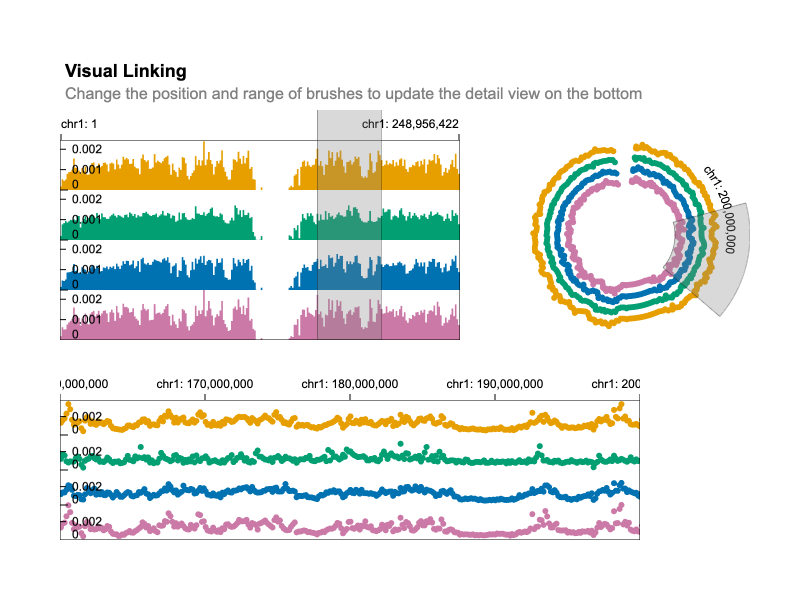 Visual Linking
Change the position and range of brushes to update the detail view on the bottom
chr1: 1
chr1: 248,956,422
0.002
0.001
0
0.002
0.001
0
0.002
0.001
0
0.002
0.001
0
chr1: 200,000,000
0,000,000
chr1: 170,000,000
chr1: 180,000,000
chr1: 190,000,000
chr1: 200
0.002
0
0.002
0
0.002
0
0.002
0